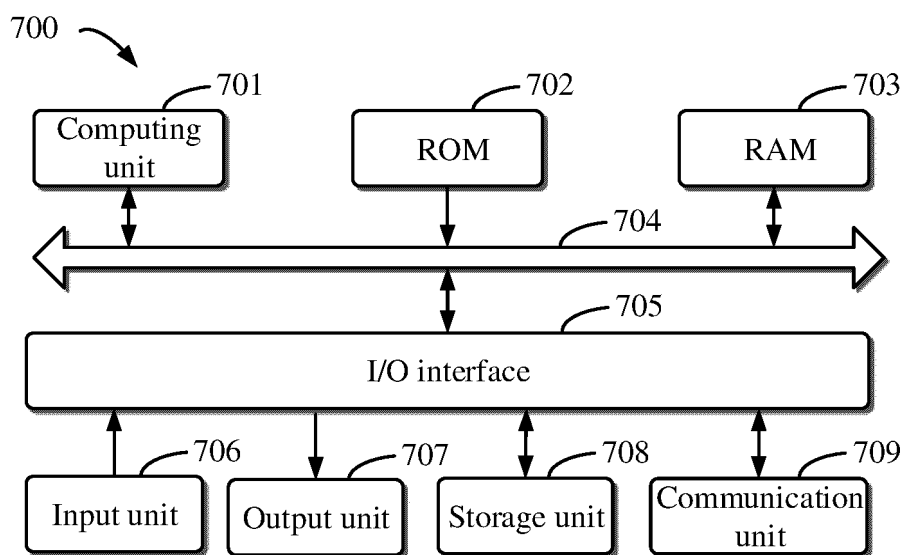 700
701
702
703
Computing
unit
ROM
RAM
704
705
I/O interface
706
707
708
709
Input unit
Output unit
Storage unit
Communication
unit